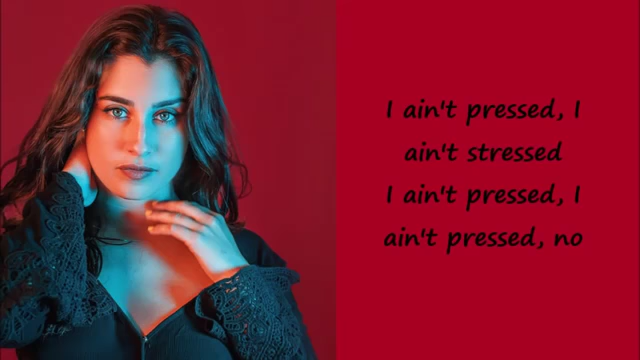 I ain't pressed, I
ain't stressed
I ain't pressed, I
ain't pressed, no